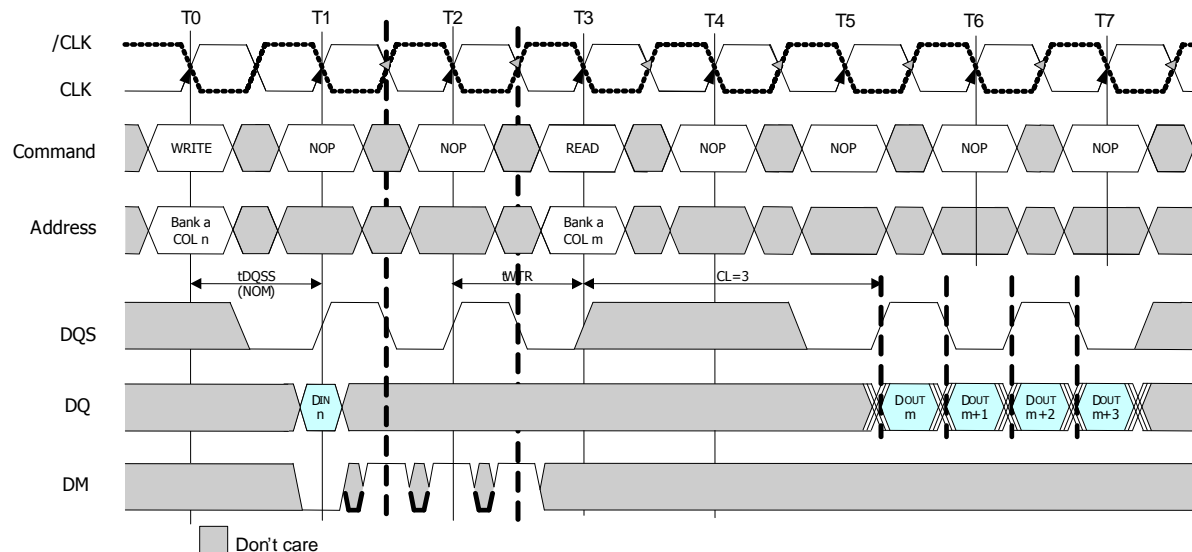 T0 T1 T2 T3 T4 T5 T6 T7
/CLK
CLK
Command WRITE NOP NOP READ NOP NOP NOP NOP
Address Bank a COL n Bank a COL m
tDQSS (NOM) tWTR CL=3
DQS
DQ DIN n DOUT m DOUT m+1 DOUT m+2 DOUT m+3
DM
Don't care